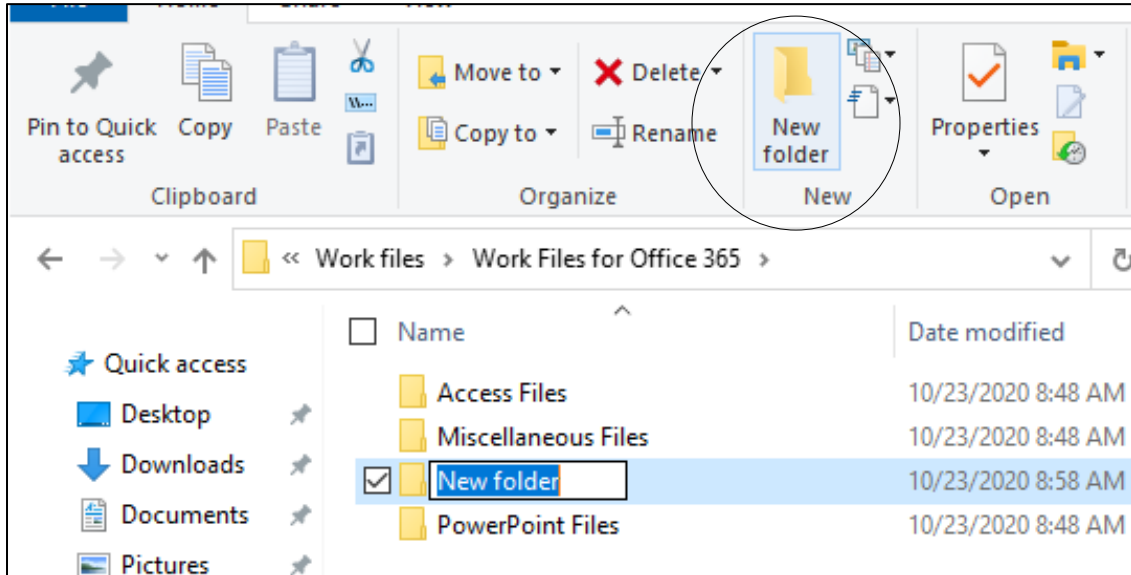 Move to
Delete
Pin to Quick access
Copy
Paste
Copy to
Rename
New folder
Properties
Clipboard
Organize
New
Open
« Work files > Work Files for Office 365 >
Name
Date modified
Quick access
Access Files
10/23/2020 8:48 AM
Desktop
Miscellaneous Files
10/23/2020 8:48 AM
Downloads
New folder
10/23/2020 8:58 AM
Documents
PowerPoint Files
10/23/2020 8:48 AM
Pictures